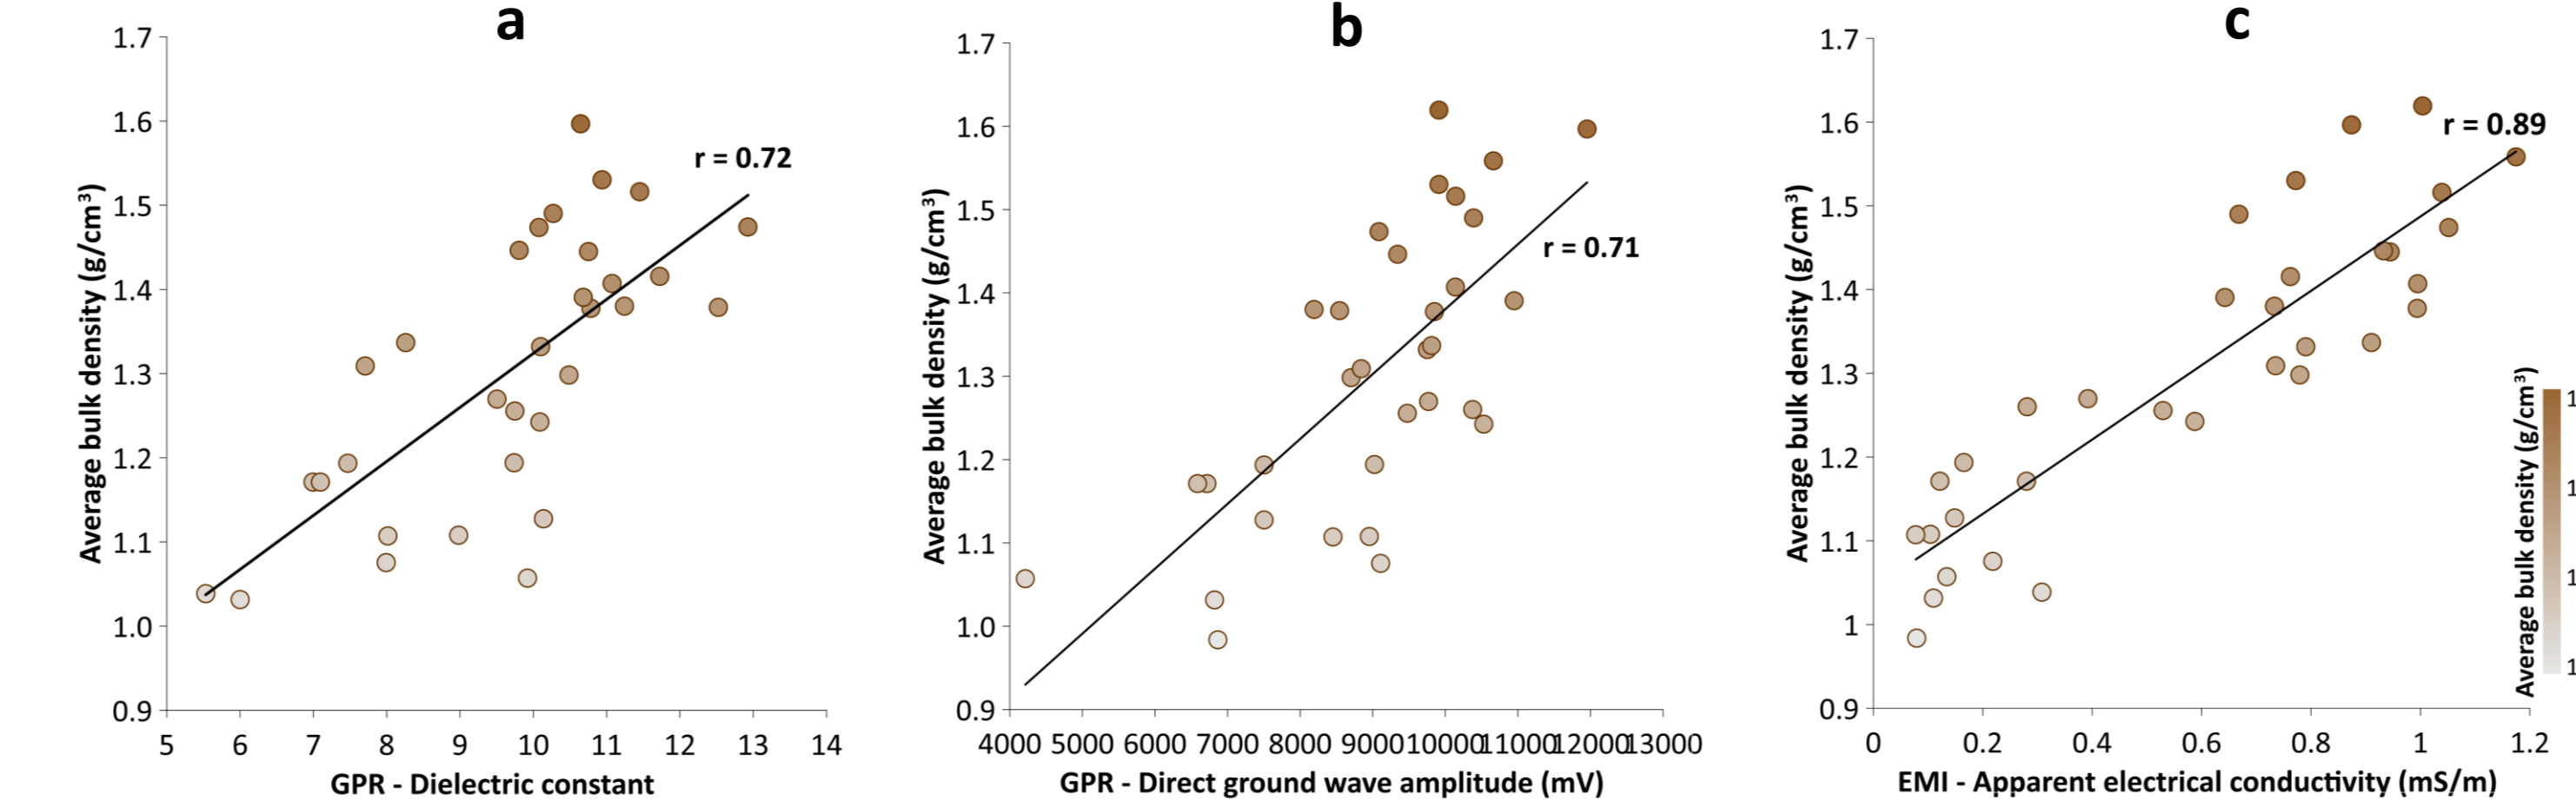 a
1.7
1.6
1.5
1.4
1.3
1.2
1.1
1.0
0.9
Average bulk density (g/cm³)
r = 0.72
5 6 7 8 9 10 11 12 13 14
GPR - Dielectric constant
b
1.7
1.6
1.5
1.4
1.3
1.2
1.1
1.0
0.9
Average bulk density (g/cm³)
r = 0.71
4000 5000 6000 7000 8000 9000 10000 11000 12000 13000
GPR - Direct ground wave amplitude (mV)
c
1.7
1.6
1.5
1.4
1.3
1.2
1.1
1
0.9
Average bulk density (g/cm³)
r = 0.89
0 0.2 0.4 0.6 0.8 1 1.2
EMI - Apparent electrical conductivity (mS/m)
Average bulk density (g/cm³)